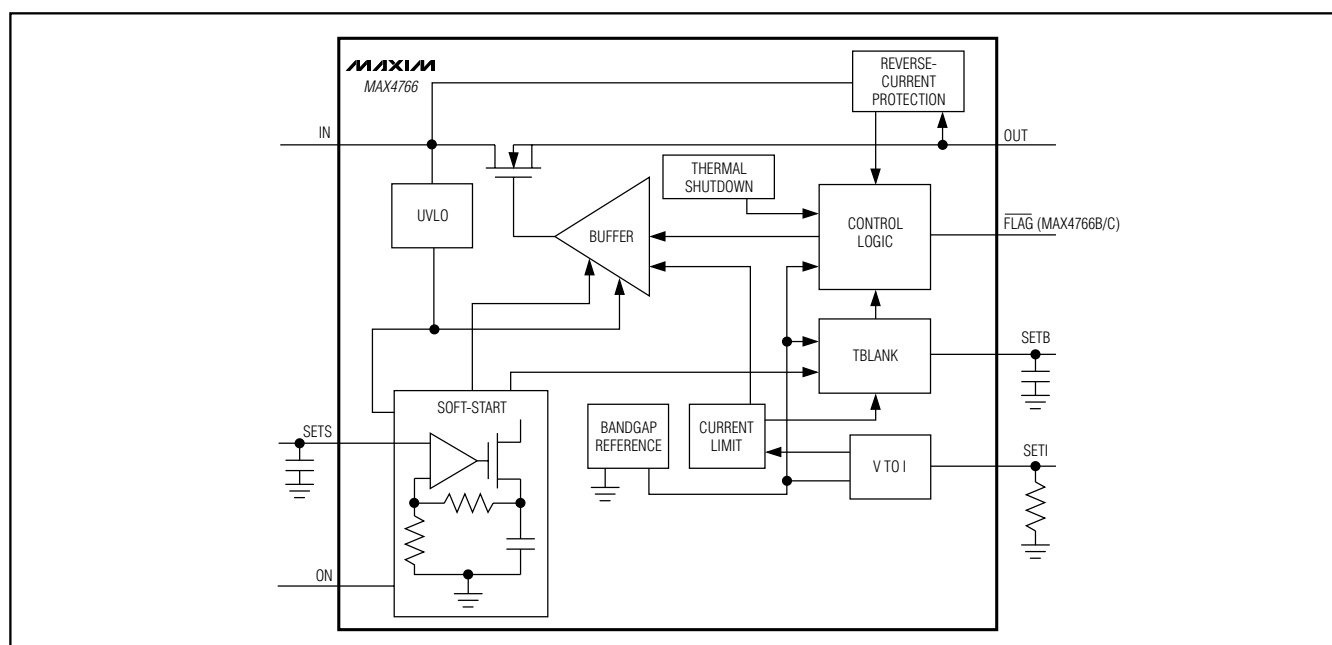 MAXIM
MAX4766
REVERSE-
CURRENT
PROTECTION
IN
OUT
THERMAL
SHUTDOWN
UVLO
BUFFER
CONTROL
LOGIC
FLAG (MAX4766B/C)
TBLANK
SETB
SOFT-START
SETS
BANDGAP
REFERENCE
CURRENT
LIMIT
V TO I
SETI
ON